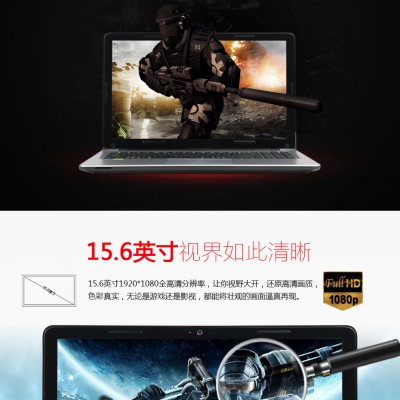 15.6英寸视界如此清晰
15.6英寸1920*1080全高清分辨率，让你视野大开，还原高清画质，
色彩真实，无论是游戏还是影视，都能将壮观的画面逼真再现。
Full HD
1080p